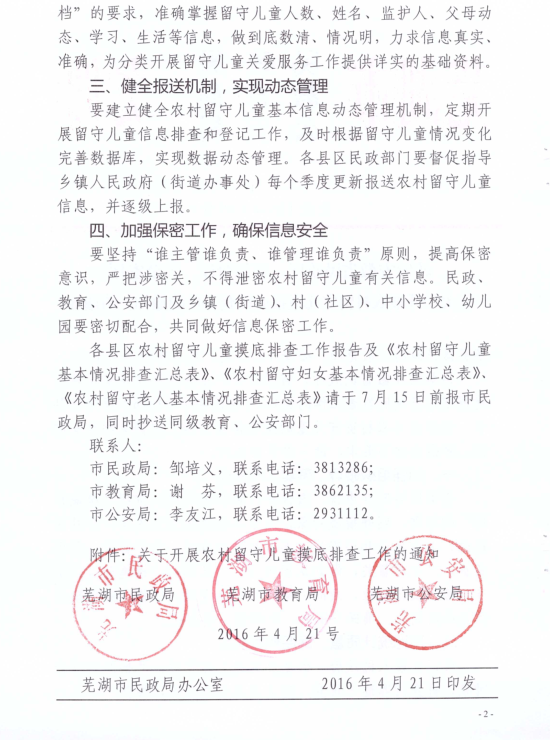 档”的要求，准确掌握留守儿童人数、姓名、监护人、父母动
态、学习、生活等信息，做到底数清、情况明，力求信息真实、
准确，为分类开展留守儿童关爱服务工作提供详实的基础资料。
三、健全报送机制，实现动态管理
要建立健全农村留守儿童基本信息动态管理机制，定期开
展留守儿童信息排查和登记工作，及时根据留守儿童情况变化
完善数据库，实现数据动态管理。各县区民政部门要督促指导
乡镇人民政府（街道办事处）每个季度更新报送农村留守儿童
信息，并逐级上报。
四、加强保密工作，确保信息安全
要坚持“谁主管谁负责、谁管理谁负责”原则，提高保密
意识，严把涉密关，不得泄密农村留守儿童有关信息。民政、
教育、公安部门及乡镇（街道）、村（社区）、中小学校、幼儿
园要密切配合，共同做好信息保密工作。
各县区农村留守儿童摸底排查工作报告及《农村留守儿童
基本情况排查汇总表》、《农村留守妇女基本情况排查汇总表》、
《农村留守老人基本情况排查汇总表》请于7月15日前报市民
政局，同时抄送同级教育、公安部门。
联系人：
市民政局：邹培义，联系电话：3813286;
市教育局：谢 芬，联系电话：3862135;
市公安局：李友江，联系电话：2931112。
附件：关于开展农村留守儿童摸底排查工作的通知
芜湖市民政局 芜湖市教育局 芜湖市公安局
芜湖市民政局
芜湖市教育局
芜湖市公安局
2016年4月21号
芜湖市民政局办公室 2016年4月21日印发
-2-